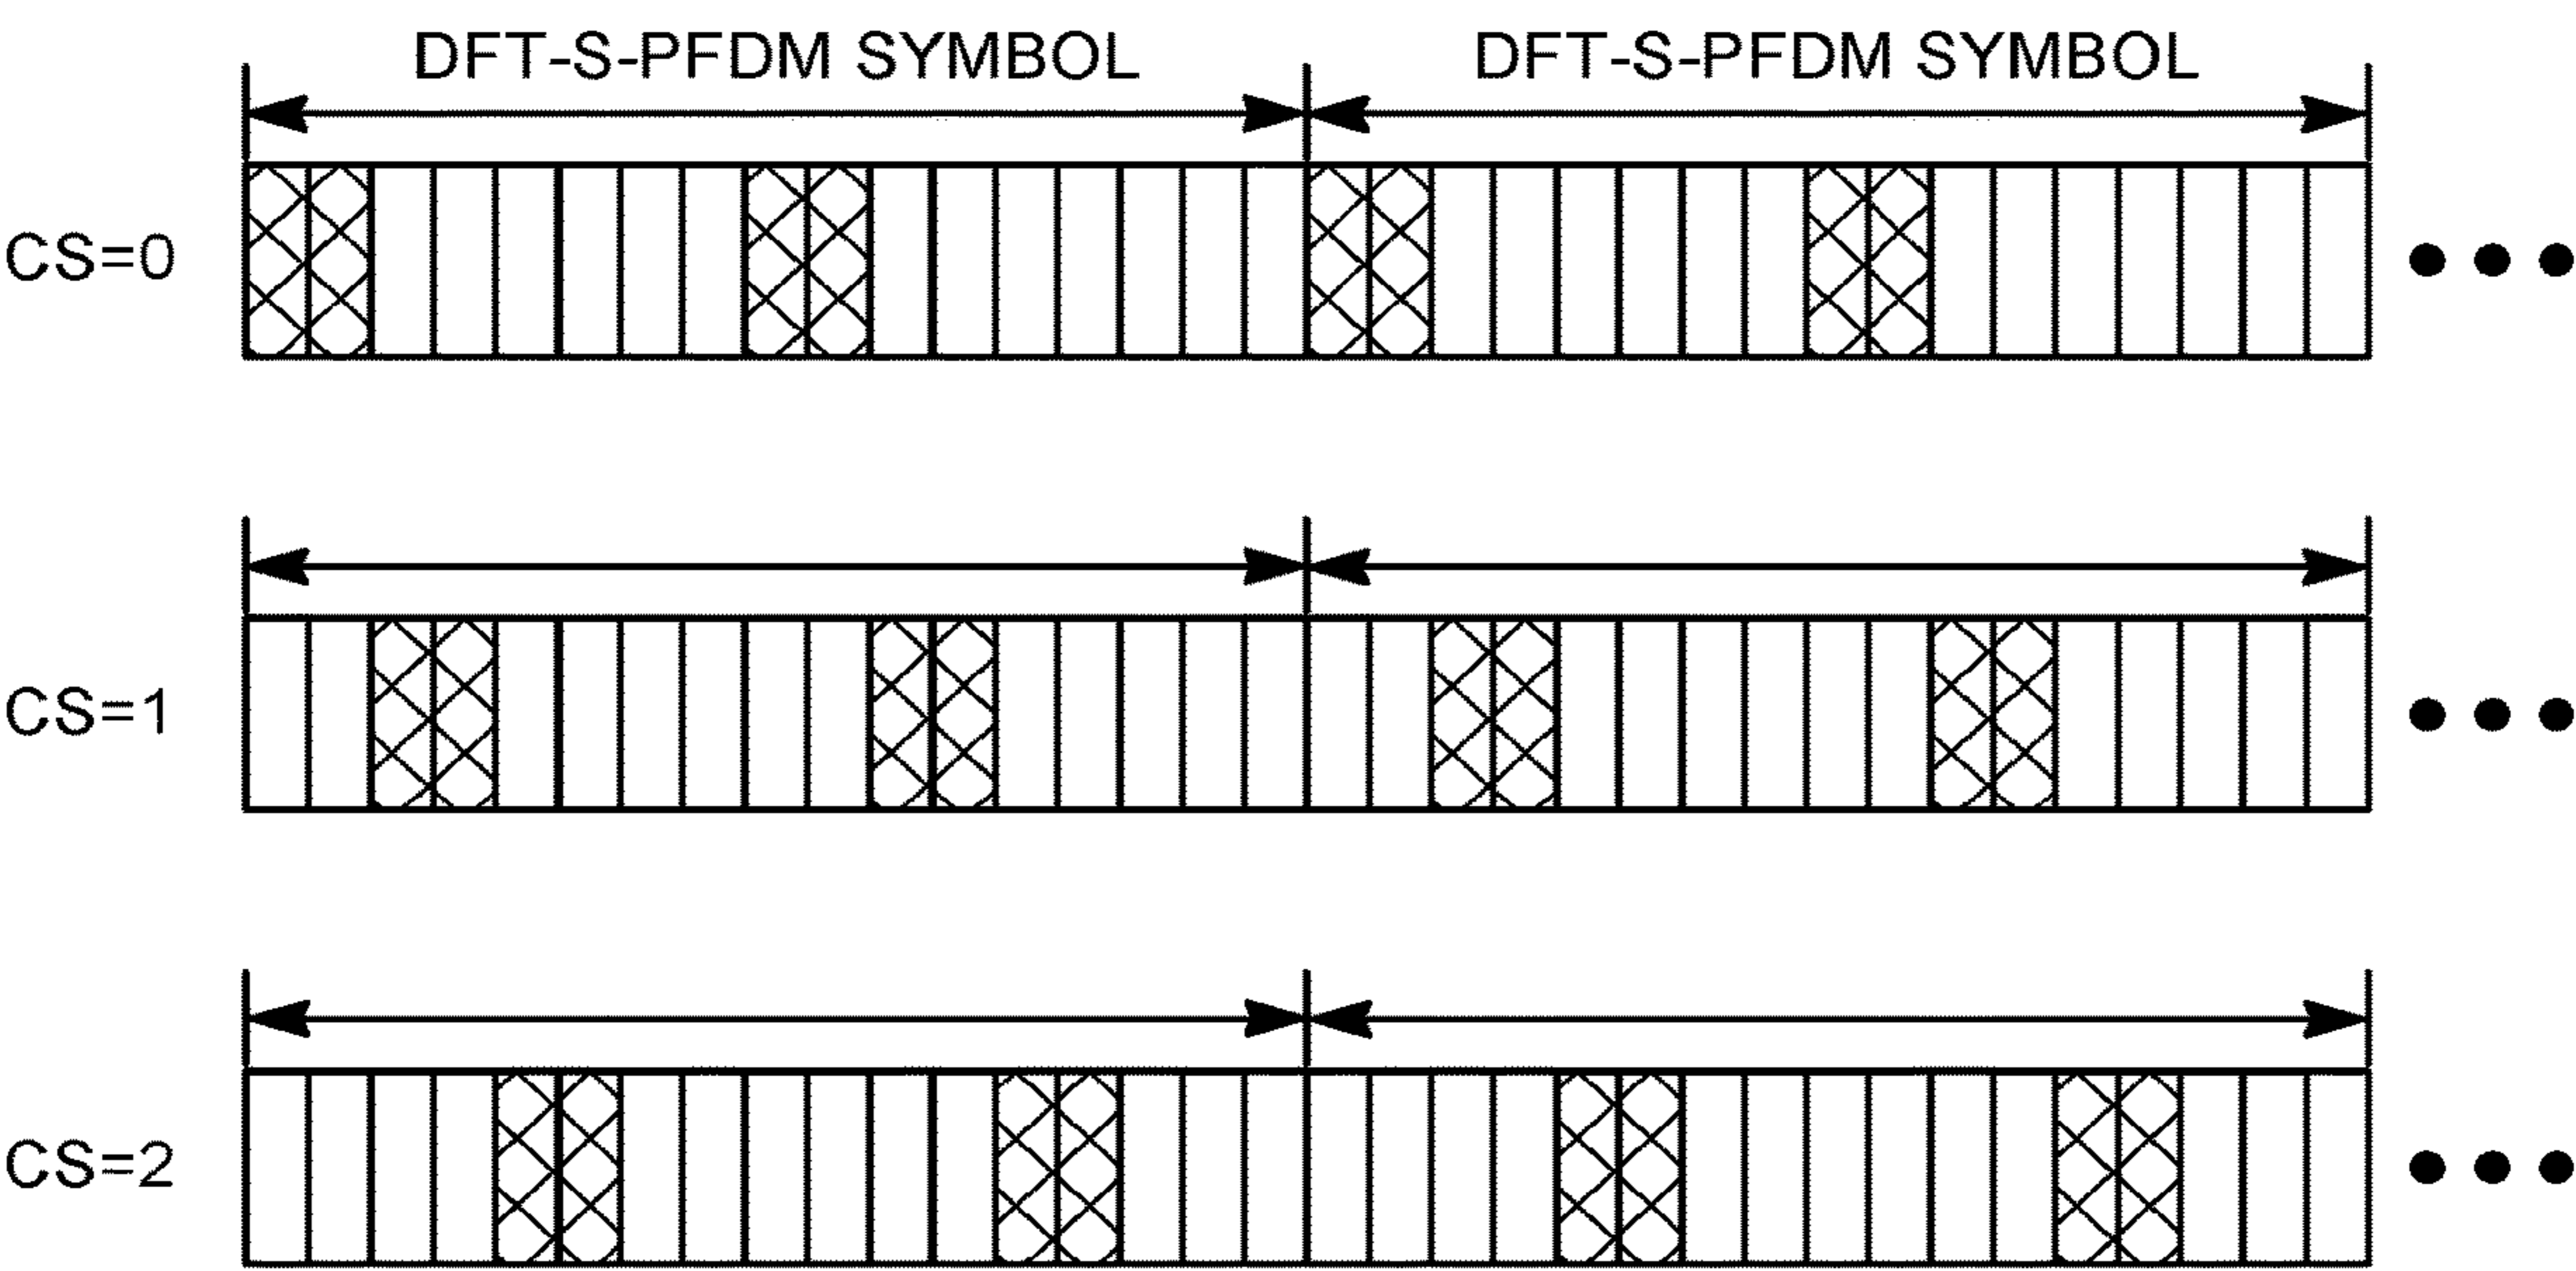 DFT-S-PFDM SYMBOL DFT-S-PFDM SYMBOL
CS=0
CS=1
CS=2